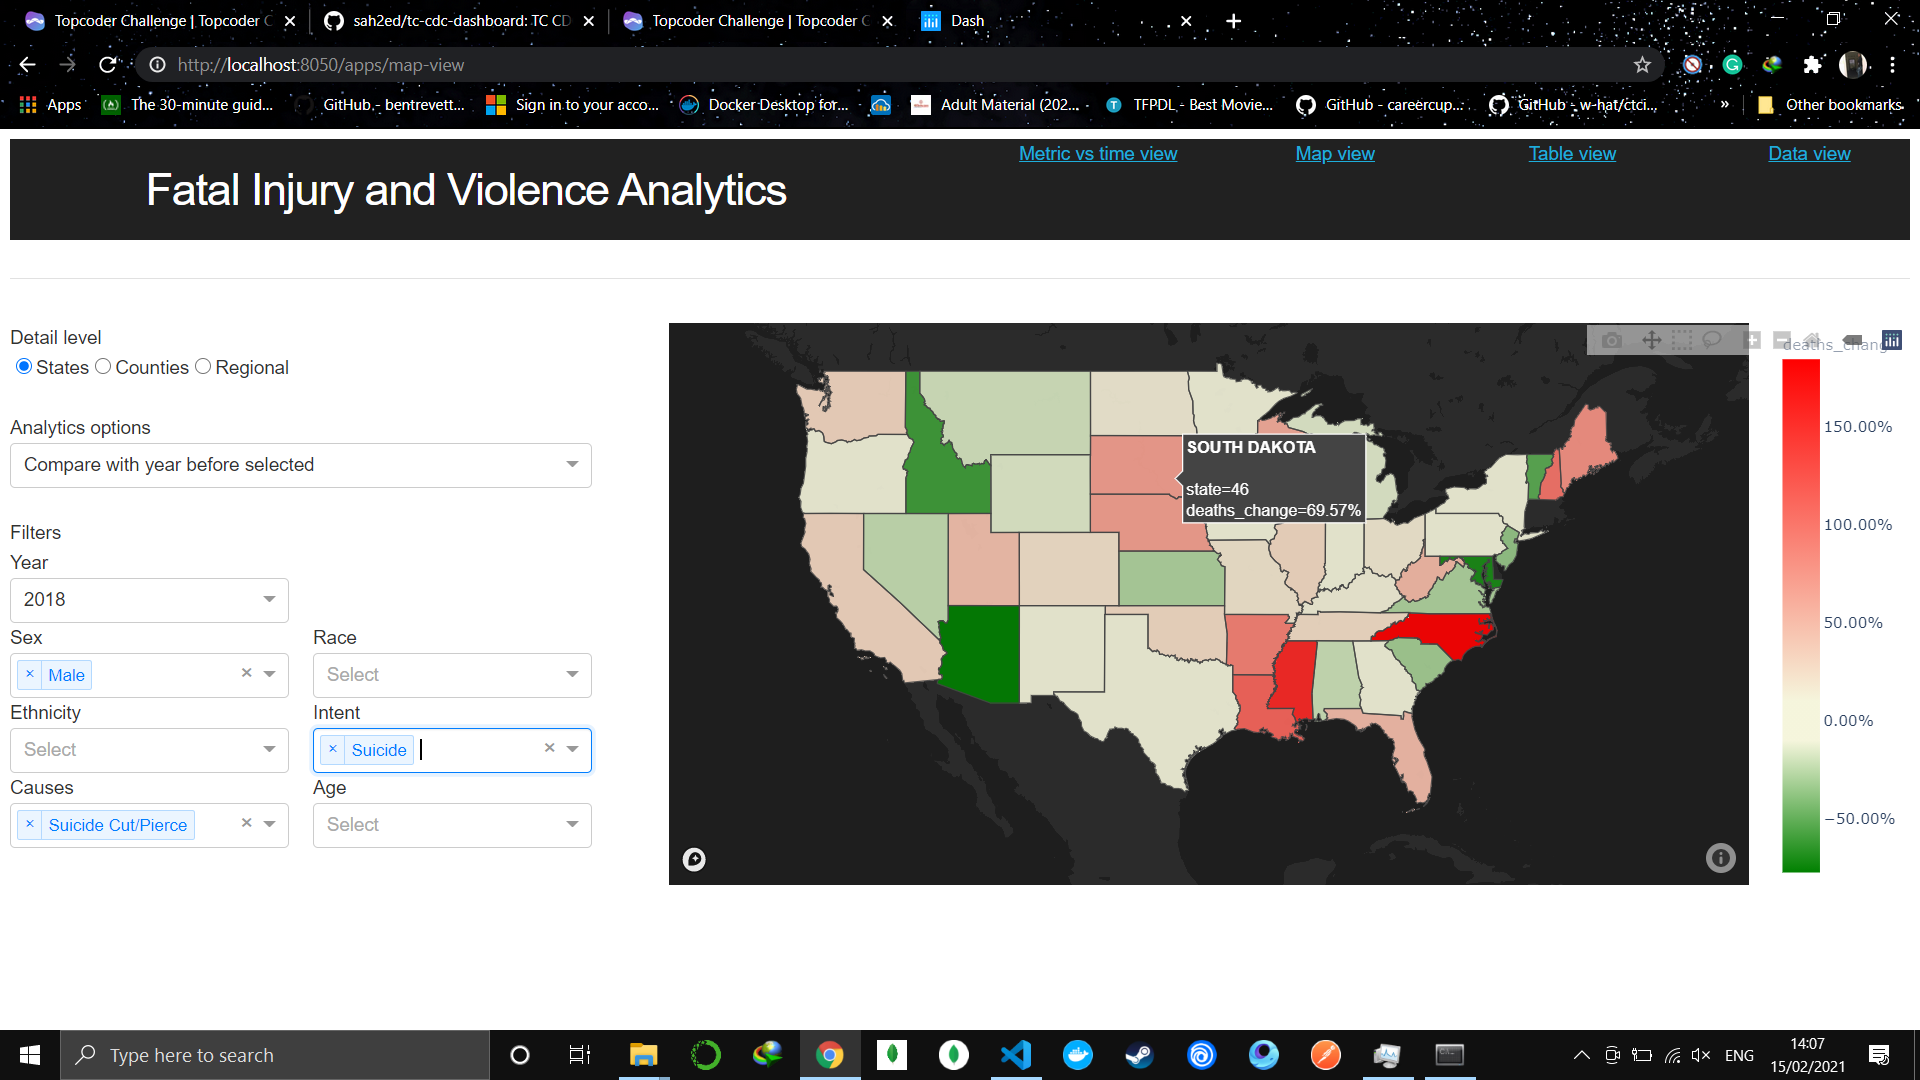 Topcoder Challenge | Topcoder C
sah2ed/tc-cdc-dashboard: TC CD
Topcoder Challenge | Topcoder C
Dash
http://localhost:8050/apps/map-view
Apps
The 30-minute guid...
GitHub - bentrevett...
Sign in to your acco...
Docker Desktop for...
Adult Material (202...
TFPDL - Best Movie...
GitHub - careercup...
GitHub - w-hat/ctci...
»
Other bookmarks
Fatal Injury and Violence Analytics
Metric vs time view
Map view
Table view
Data view
Detail level
States
Counties
Regional
Analytics options
Compare with year before selected
Filters
Year
2018
Sex
Race
× Male
Select
Ethnicity
Intent
Select
× Suicide
Causes
Age
× Suicide Cut/Pierce
Select
SOUTH DAKOTA
state=46
deaths_change=69.57%
deaths_chang
150.00%
100.00%
50.00%
0.00%
−50.00%
Type here to search
ENG
14:07
15/02/2021